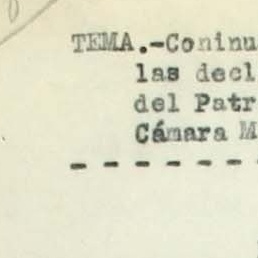 TEMA.-Coninu
las decl
del Patr
Cámara M
- - - - - - -